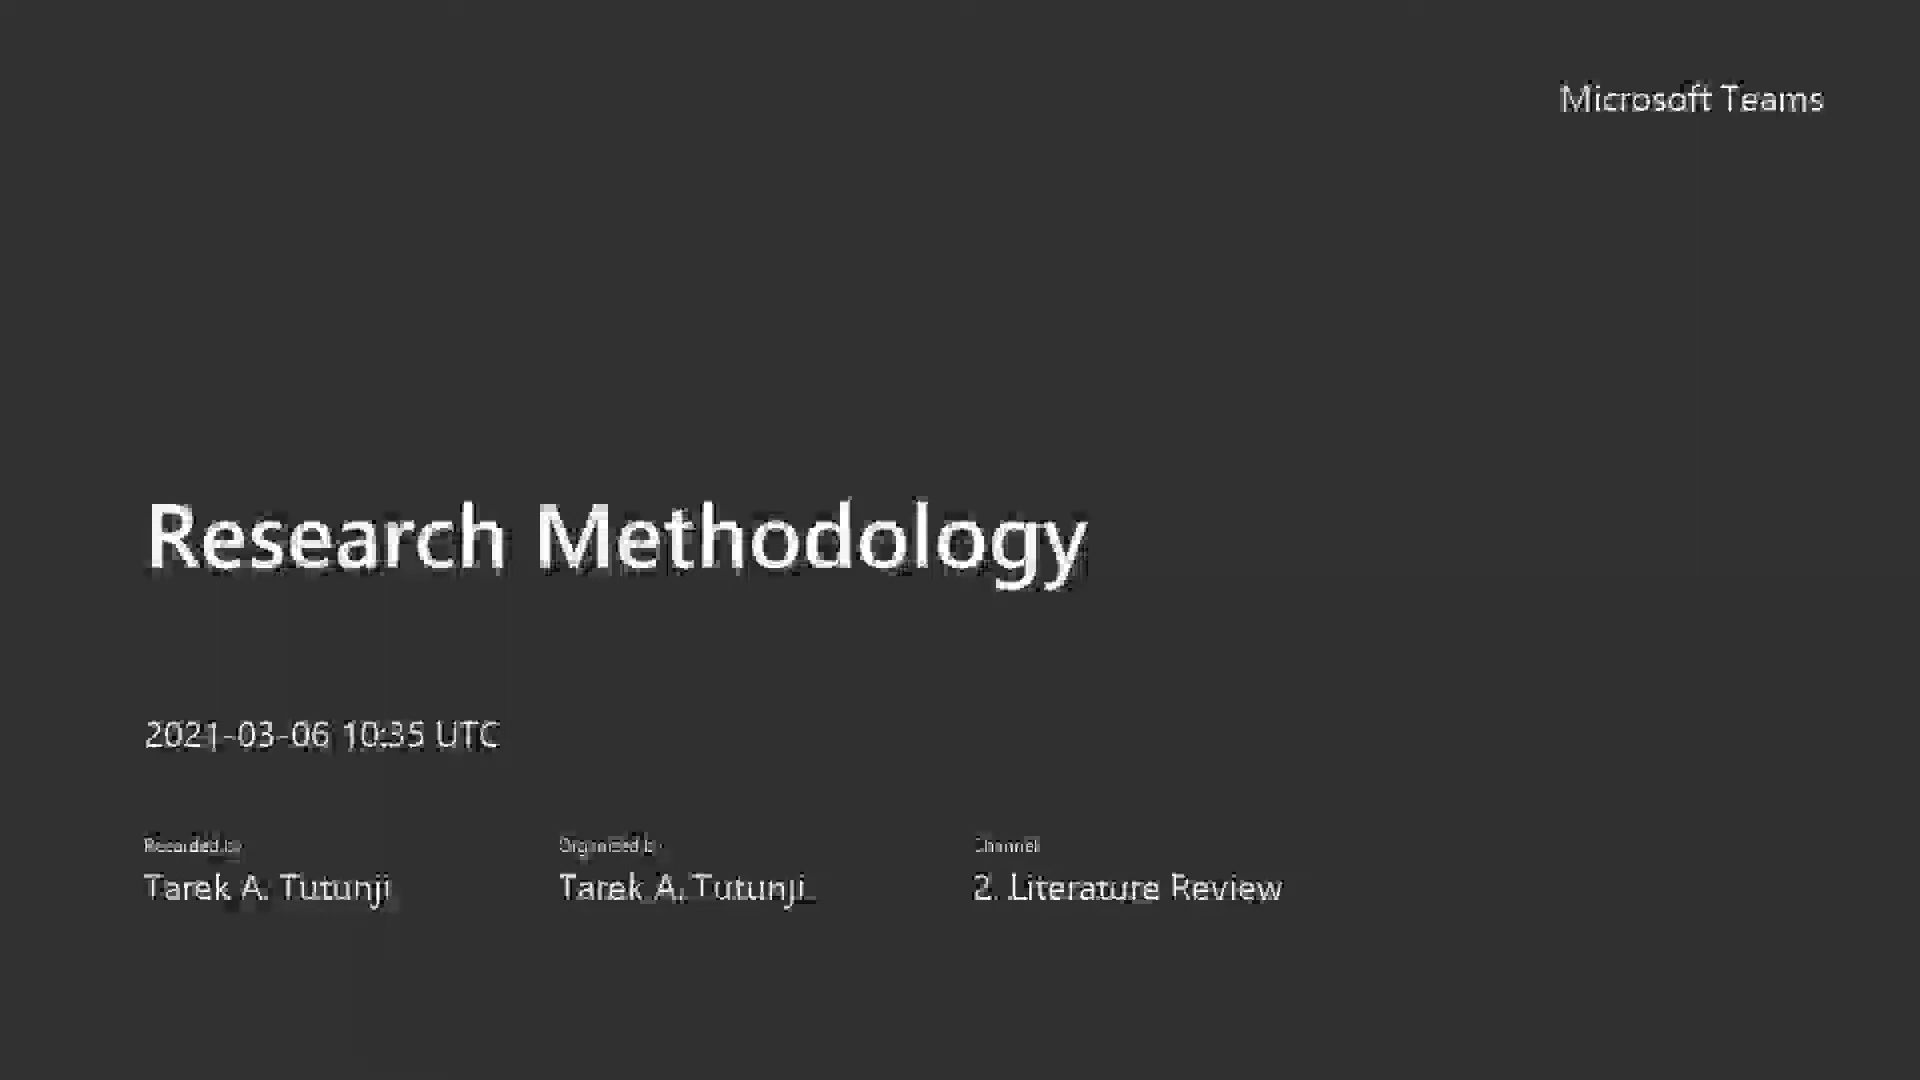 Microsoft Teams
Research Methodology
2021-03-06 10:35 UTC
Recorded by Organized by Channel
Tarek A. Tutunji Tarek A. Tutunji 2. Literature Review